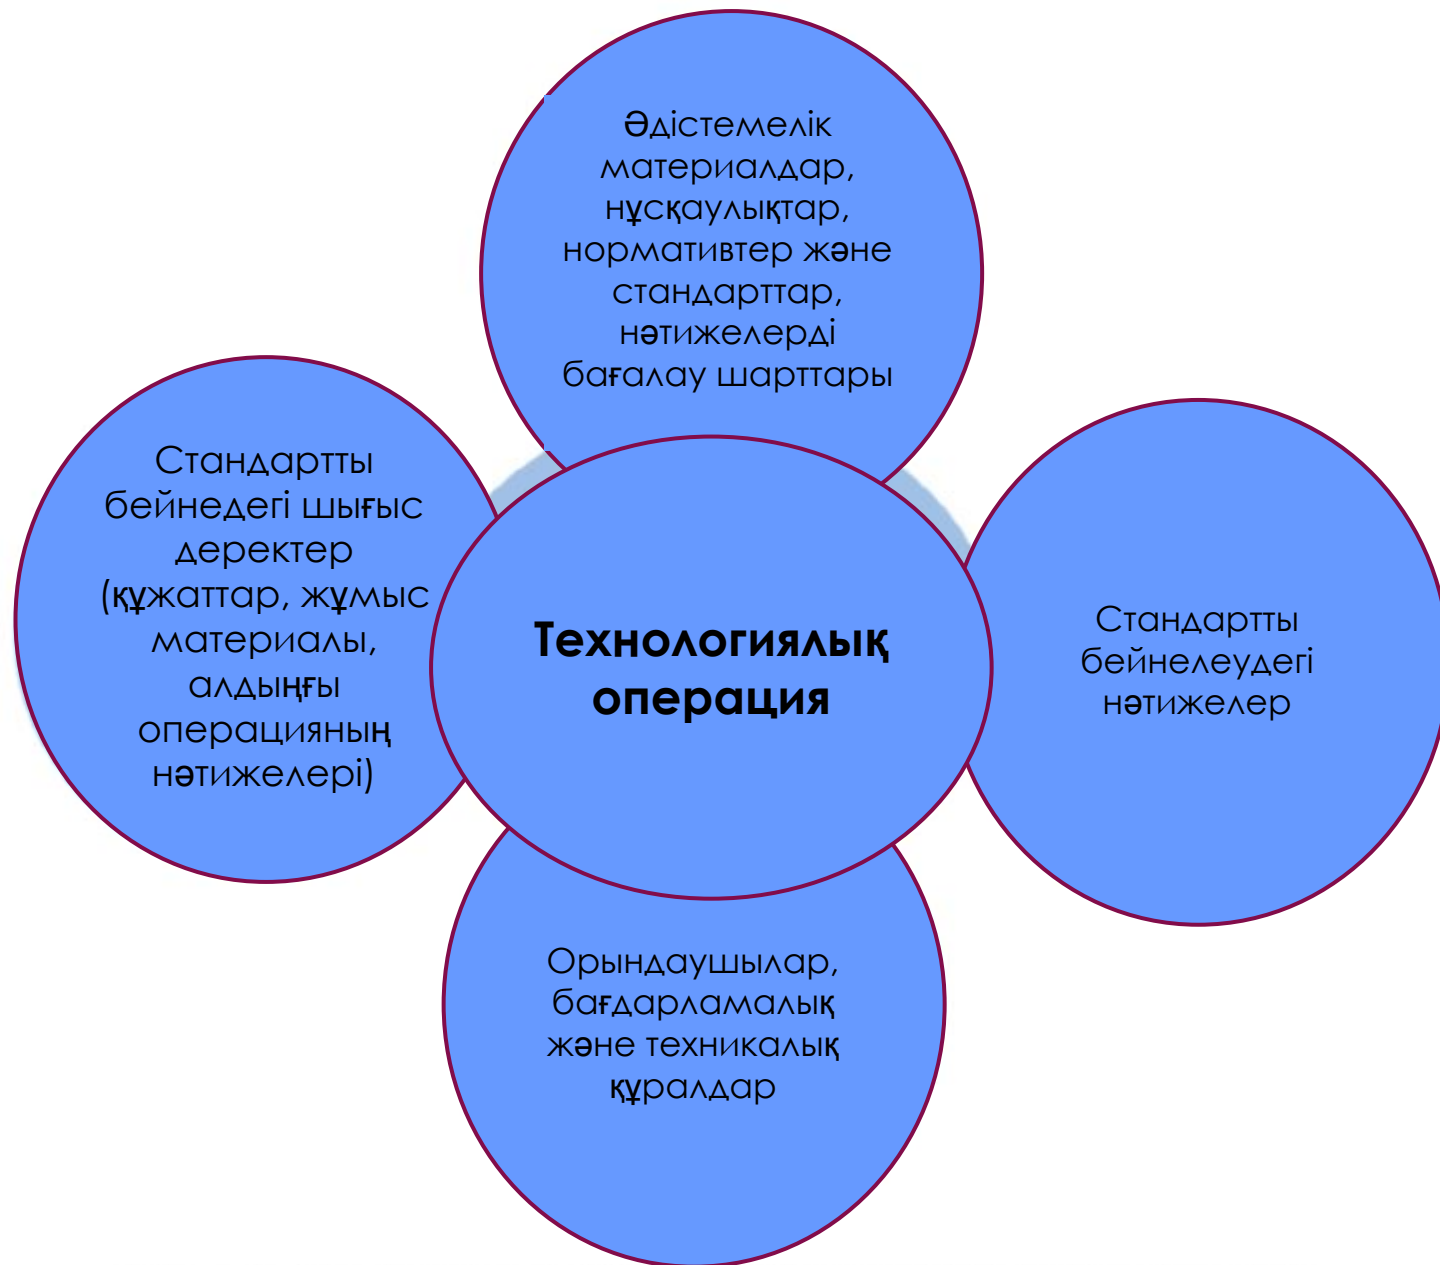 Әдістемелік
материалдар,
нұсқаулықтар,
нормативтер және
стандарттар,
нәтижелерді
бағалау шарттары
Стандартты
бейнедегі шығыс
деректер
(құжаттар, жұмыс
материалы,
алдыңғы
операцияның
нәтижелері)
Технологиялық
операция
Стандартты
бейнелеудегі
нәтижелер
Орындаушылар,
бағдарламалық
және техникалық
құралдар